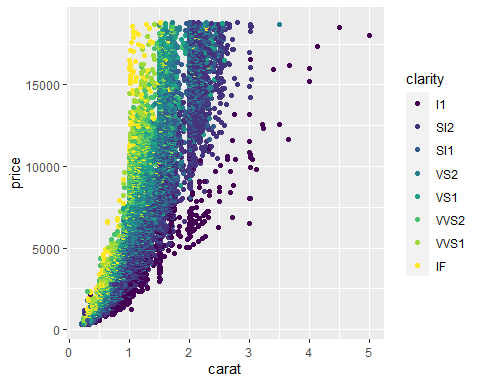 15000
10000
5000
0
price
0
1
2
3
4
5
carat
clarity
I1
SI2
SI1
VS2
VS1
VVS2
VVS1
IF